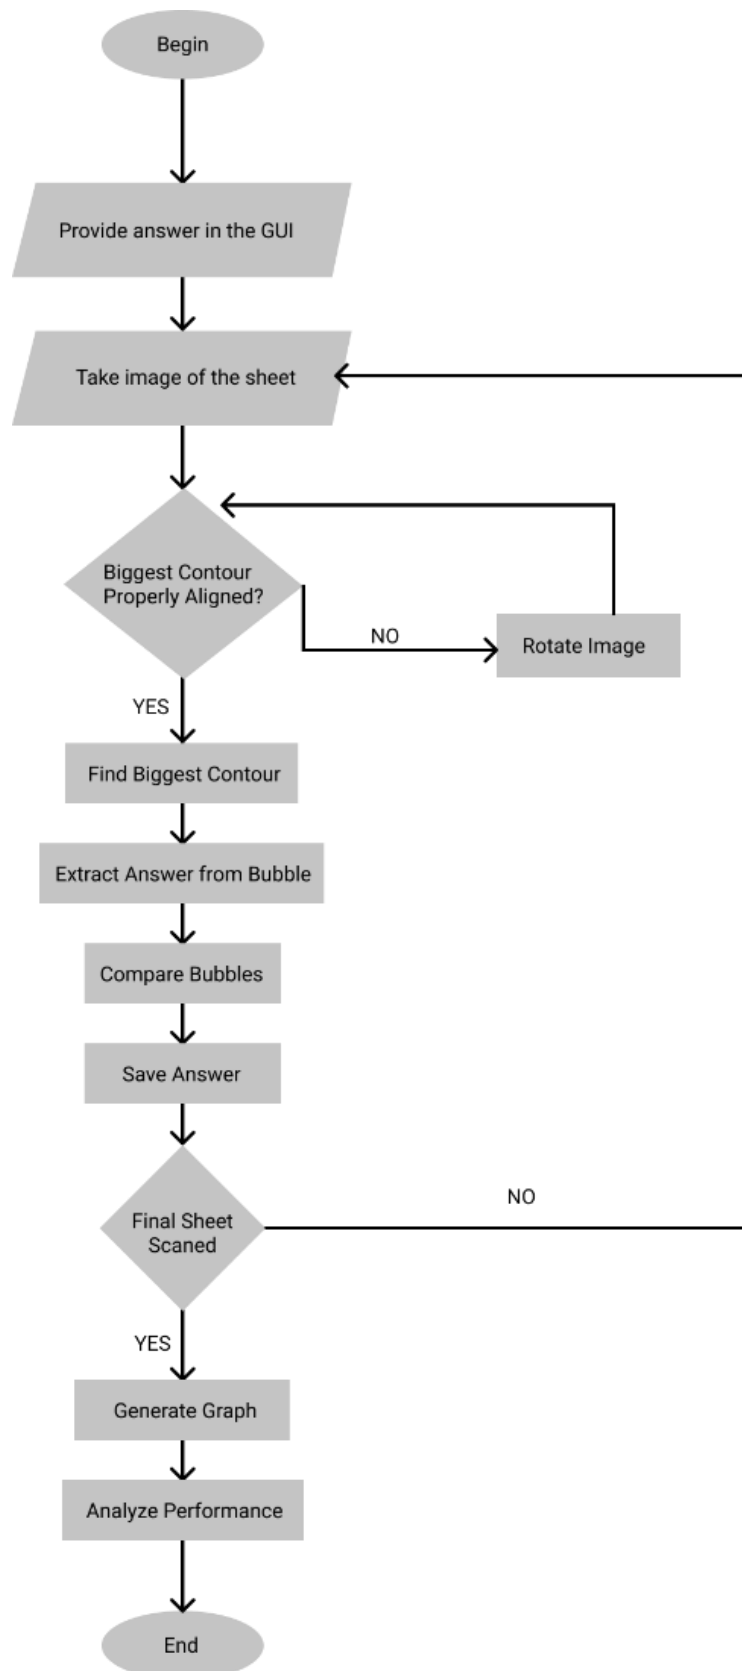 Begin
Provide answer in the GUI
Take image of the sheet
Biggest Contour
Properly Aligned?
NO
Rotate Image
YES
Find Biggest Contour
Extract Answer from Bubble
Compare Bubbles
Save Answer
NO
Final Sheet
Scaned
YES
Generate Graph
Analyze Performance
End